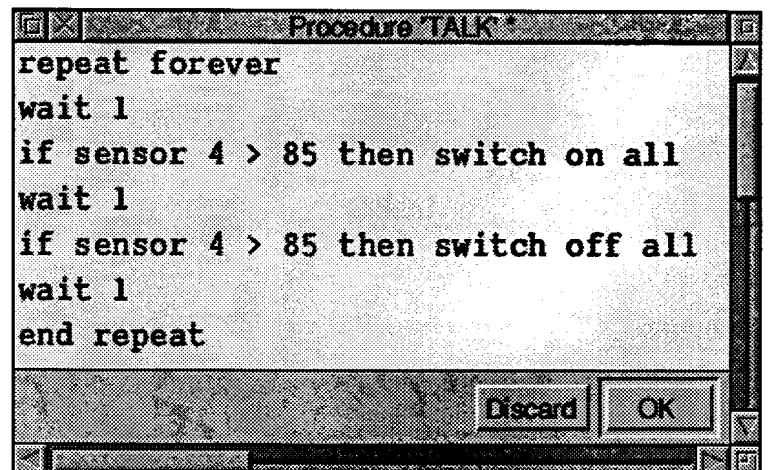 Procedure 'TALK' *
repeat forever
wait 1
if sensor 4 > 85 then switch on all
wait 1
if sensor 4 > 85 then switch off all
wait 1
end repeat
Discard OK